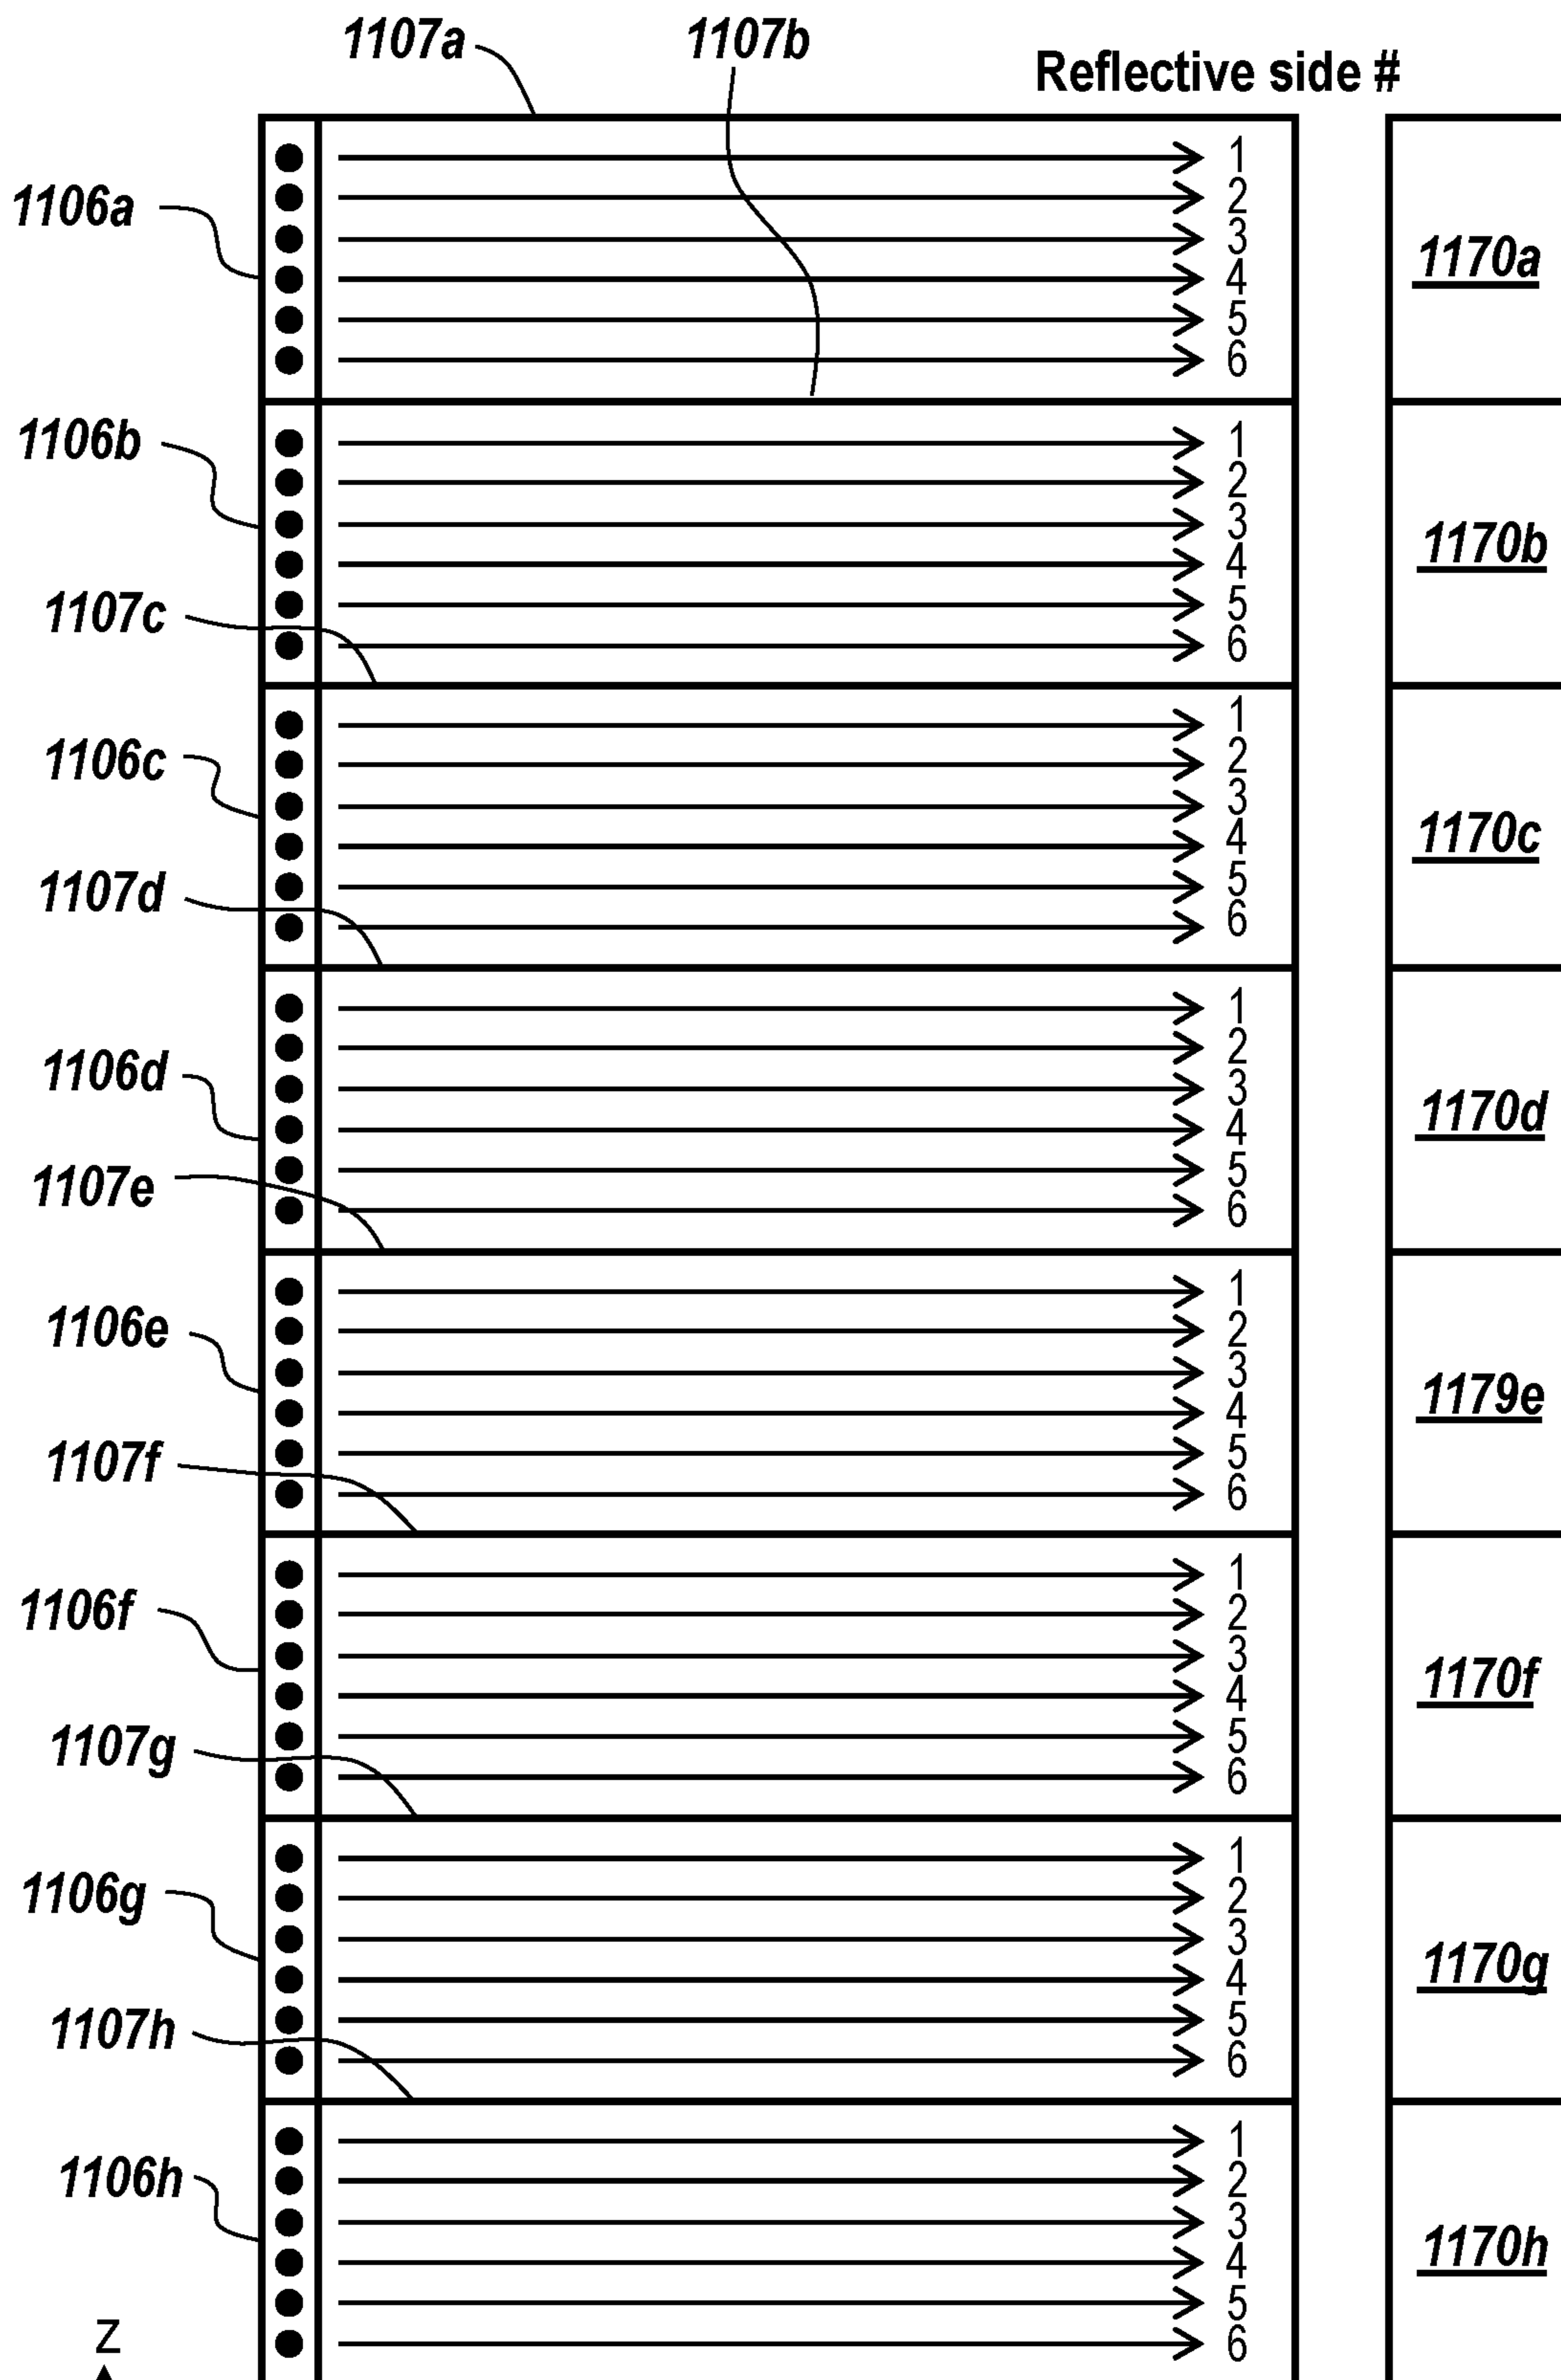 1107a 1107b
Reflective side #
1
2
1106a
3
1170a
4
5
6
1106b
1
2
3
1170b
4
1107c
5
6
1
1106c
2
3
1170c
4
1107d
5
6
1
1106d
2
3
1170d
4
1107e
5
6
1
1106e
2
3
1179e
4
1107f
5
6
1
1106f
2
3
1170f
4
1107g
5
6
1
1106g
2
3
1170g
4
1107h
5
6
1
1106h
2
3
1170h
4
5
Z
6